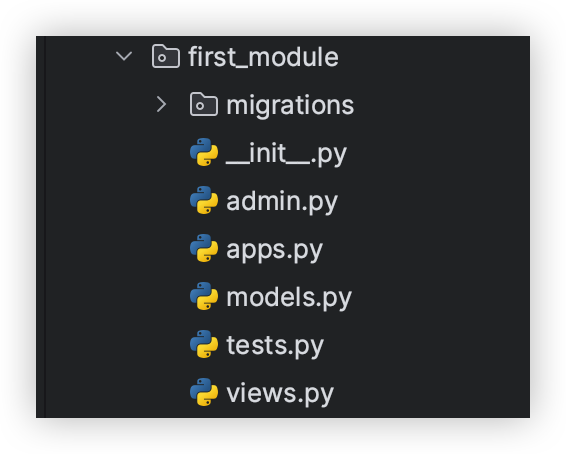 first_module
migrations
__init__.py
admin.py
apps.py
models.py
tests.py
views.py